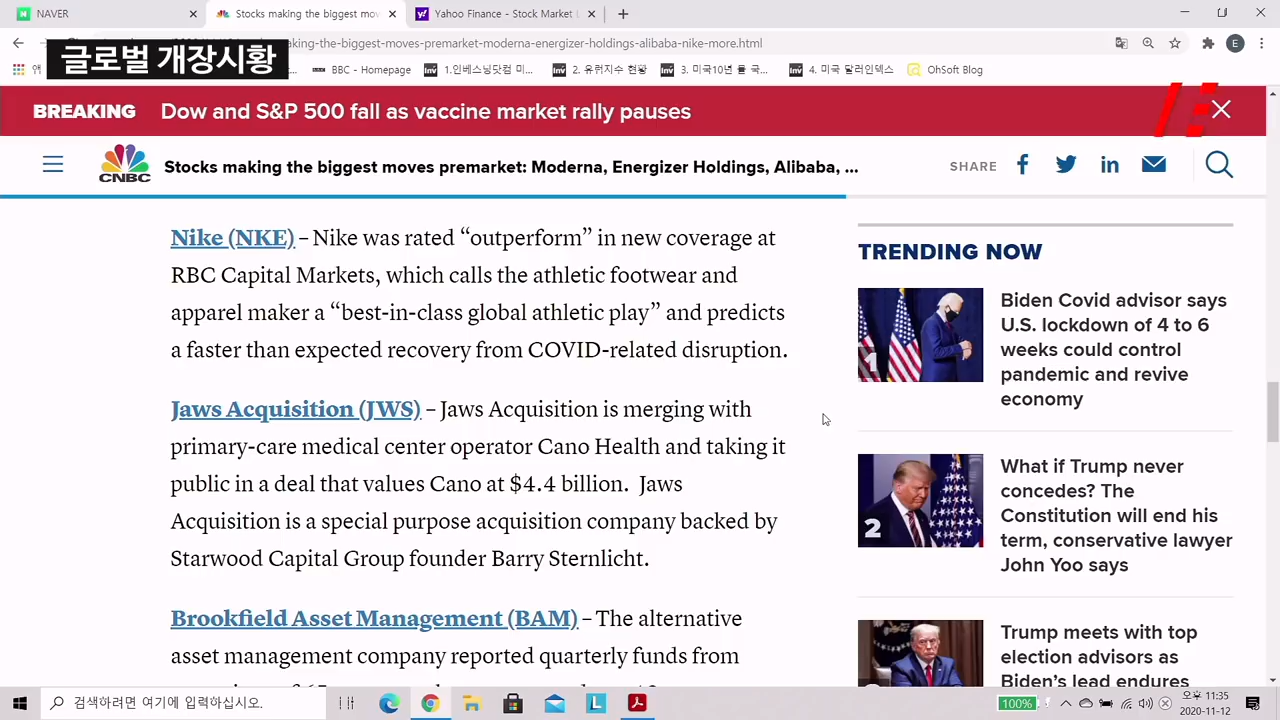 NAVER
Stocks making the biggest mov
Yahoo Finance - Stock Market L
글로벌 개장시황
aking-the-biggest-moves-premarket-moderna-energizer-holdings-alibaba-nike-more.html
E
BBC - Homepage
1.인베스닝닷컴 미...
2. 유뤕지수 현황
3. 미국10년 률 국...
4. 미국 달러인덱스
OhSoft Blog
BREAKING Dow and S&P 500 fall as vaccine market rally pauses
CNBC
Stocks making the biggest moves premarket: Moderna, Energizer Holdings, Alibaba, ...
SHARE
Nike (NKE) – Nike was rated “outperform” in new coverage at
RBC Capital Markets, which calls the athletic footwear and
apparel maker a “best-in-class global athletic play” and predicts
a faster than expected recovery from COVID-related disruption.
Jaws Acquisition (JWS) – Jaws Acquisition is merging with
primary-care medical center operator Cano Health and taking it
public in a deal that values Cano at $4.4 billion. Jaws
Acquisition is a special purpose acquisition company backed by
Starwood Capital Group founder Barry Sternlicht.
Brookfield Asset Management (BAM) – The alternative
asset management company reported quarterly funds from
TRENDING NOW
1
Biden Covid advisor says
U.S. lockdown of 4 to 6
weeks could control
pandemic and revive
economy
2
What if Trump never
concedes? The
Constitution will end his
term, conservative lawyer
John Yoo says
Trump meets with top
election advisors as
Biden's lead endures
검색하려면 여기에 입력하십시오.
100%
오후 11:35
2020-11-12